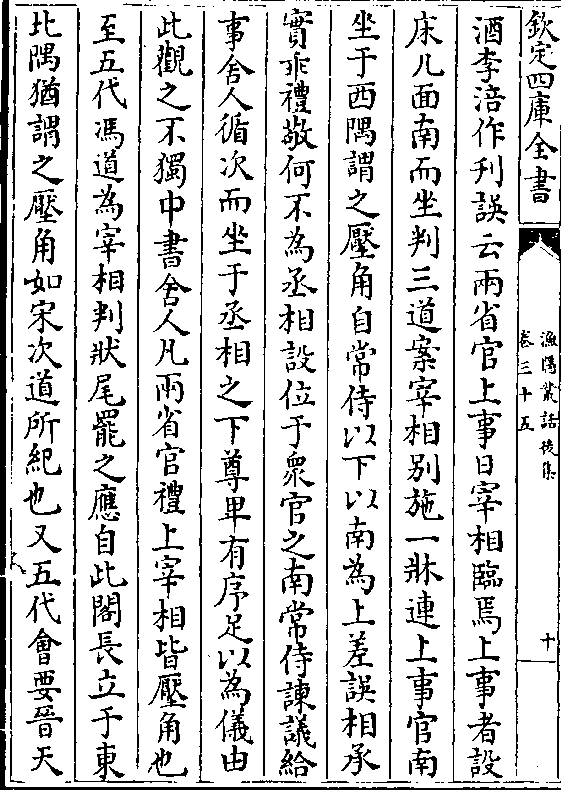 欽定四庫全書
漁隱叢話後集
卷三十五
十
酒李涪作刋誤云兩省官上事日宰相臨焉上事者設
床几面南而坐判三道案宰相别施一牀連上事官南
坐于西隅謂之壓角自常侍以下以南為上差誤相承
實乖禮敬何不為丞相設位于衆官之南常侍諫議給
事舍人循次而坐于丞相之下尊卑有序足以為儀由
此觀之不獨中書舍人凡兩省官禮上宰相皆壓角也
至五代馮道為宰相判狀尾罷之應自此閣長立于東
北隅猶謂之壓角如宋次道所紀也又五代會要晉天